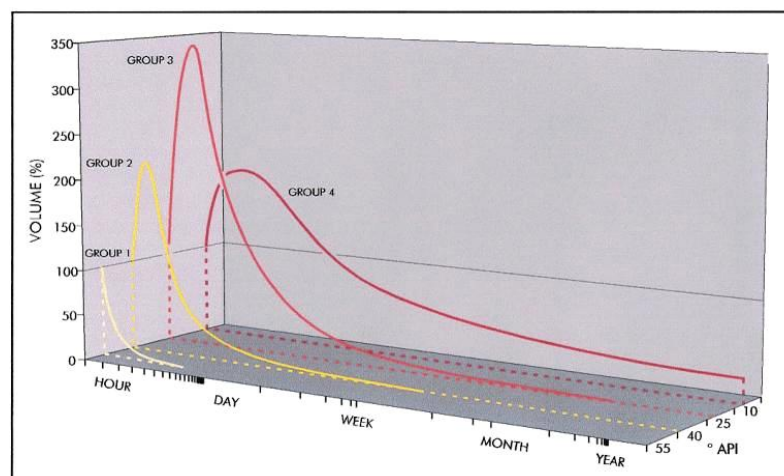 350
GROUP 3
300
250
GROUP 2
200
GROUP 4
150
GROUP 1
100
50
0
VOLUME (%)
HOUR
DAY
WEEK
MONTH
YEAR
55
40
25
10
° API